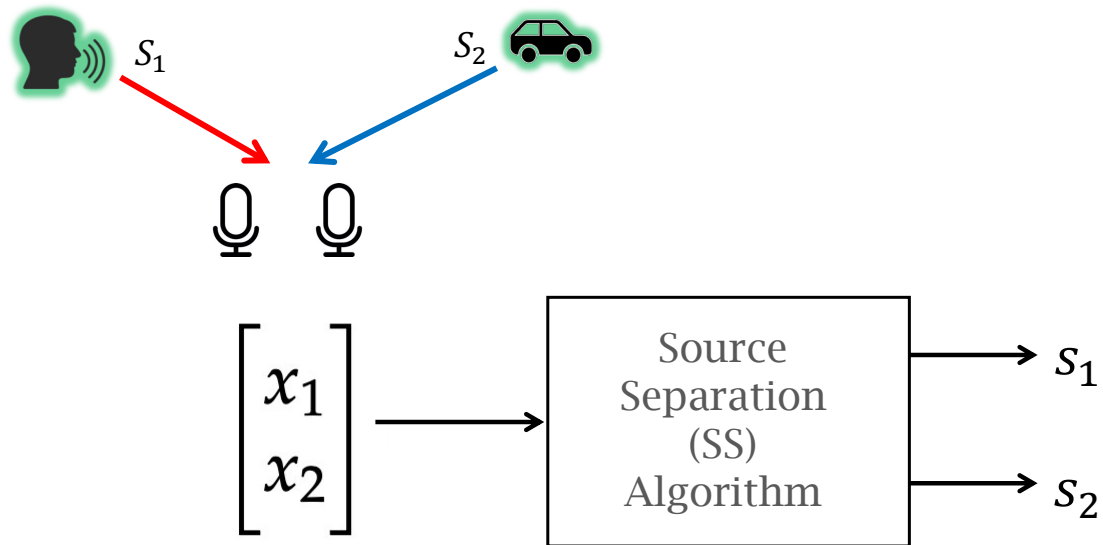 S₁
S₂
x₁
x₂
Source
Separation
(SS)
Algorithm
s₁
s₂